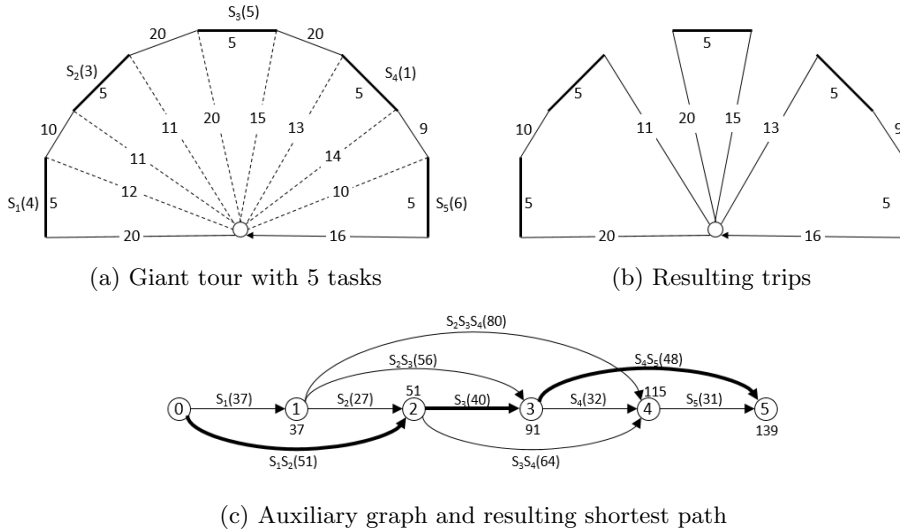 S3(5)
20
5
20
S2(3)
5
S4(1)
5
10
11
20
15
13
9
11
14
12
10
S1(4)
5
5
S5(6)
20
16
(a) Giant tour with 5 tasks
5
5
5
10
11
20
15
13
9
5
5
20
16
(b) Resulting trips
S2S3S4(80)
S2S3(56)
S4S5(48)
0
S1(37)
1
37
S2(27)
51
2
S3(40)
3
91
S4(32)
115
4
S5(31)
5
139
S1S2(51)
S3S4(64)
(c) Auxiliary graph and resulting shortest path